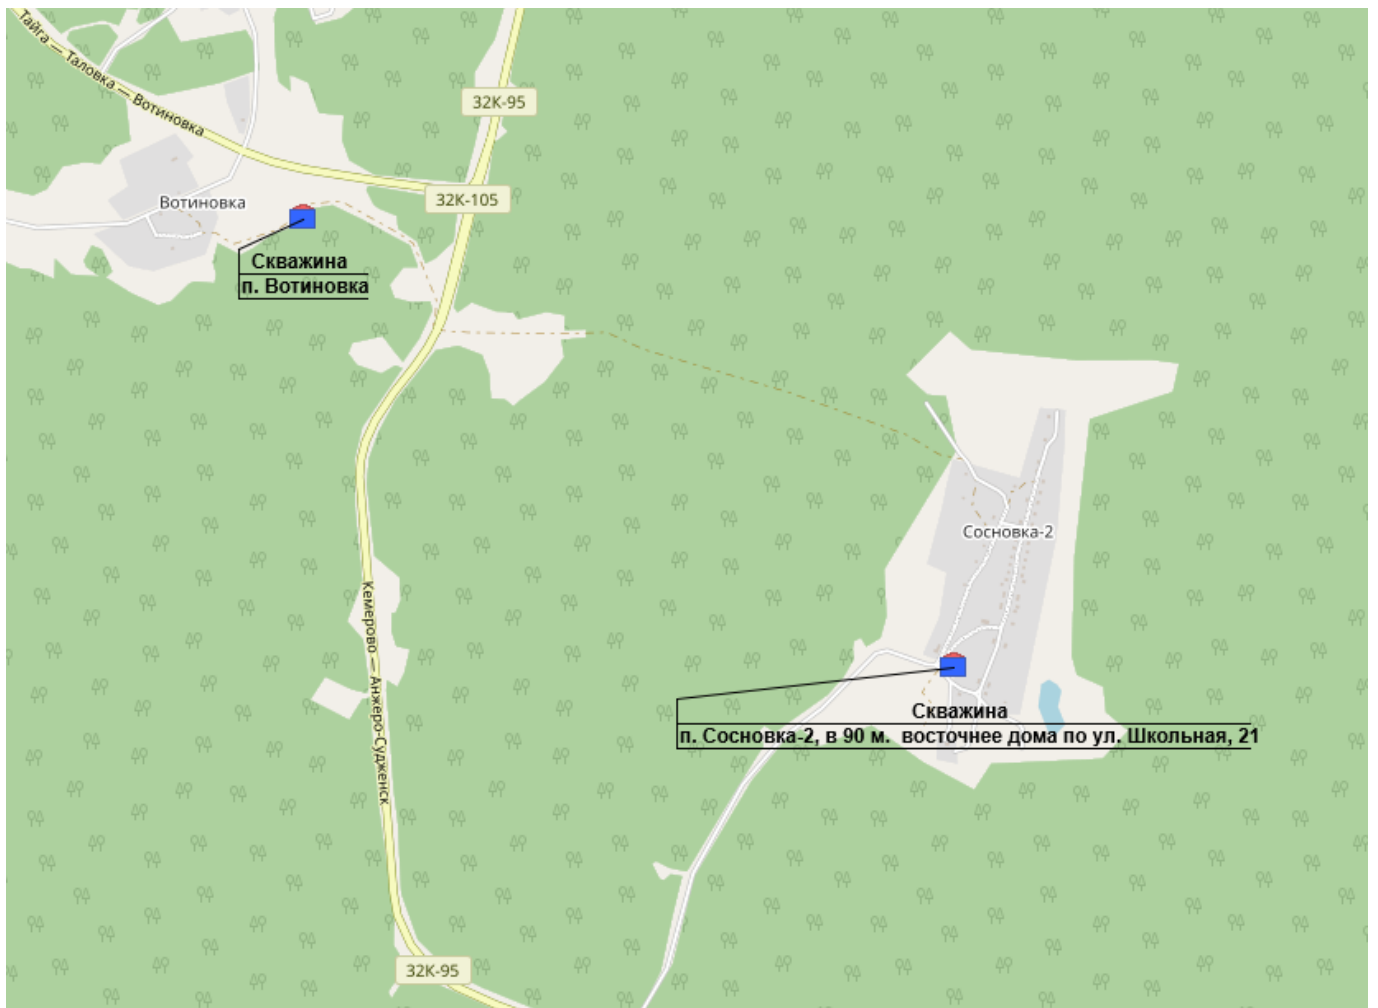 Тайга — Таловка — Вотиновка
32К-95
32К-105
Вотиновка
Скважина
п. Вотиновка
Сосновка-2
Кемерово — Анжеро-Судженск
Скважина
п. Сосновка-2, в 90 м. восточнее дома по ул. Школьная, 21
32К-95